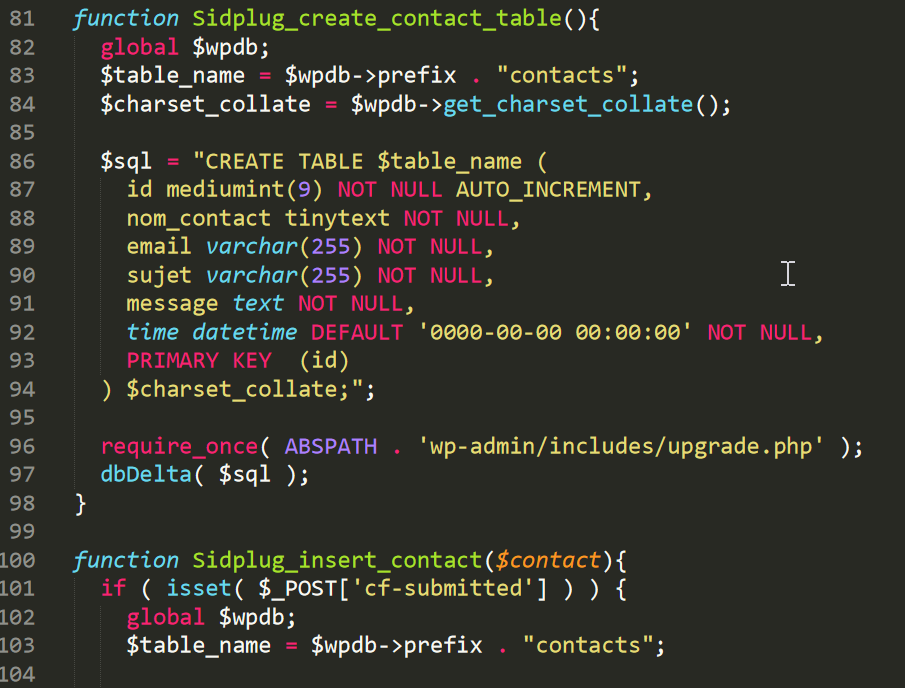 81 function Sidplug_create_contact_table(){
82 global $wpdb;
83 $table_name = $wpdb->prefix . "contacts";
84 $charset_collate = $wpdb->get_charset_collate();
85
86 $sql = "CREATE TABLE $table_name (
87 id mediumint(9) NOT NULL AUTO_INCREMENT,
88 nom_contact tinytext NOT NULL,
89 email varchar(255) NOT NULL,
90 sujet varchar(255) NOT NULL,
91 message text NOT NULL,
92 time datetime DEFAULT '0000-00-00 00:00:00' NOT NULL,
93 PRIMARY KEY  (id)
94 ) $charset_collate;";
95
96 require_once( ABSPATH . 'wp-admin/includes/upgrade.php' );
97 dbDelta( $sql );
98 }
99
100 function Sidplug_insert_contact($contact){
101 if ( isset( $_POST['cf-submitted'] ) ) {
102 global $wpdb;
103 $table_name = $wpdb->prefix . "contacts";
104